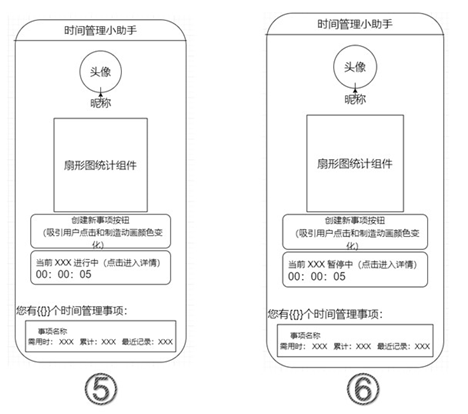 时间管理小助手
头像
昵称
扇形图统计组件
创建新事项按钮
（吸引用户点击和制造动画颜色变
化）
当前 XXX 进行中（点击进入详情）
00：00：05
您有{{}}个时间管理事项：
事项名称
需用时： XXX 累计：XXX 最近记录：XXX
⑤
时间管理小助手
头像
昵称
扇形图统计组件
创建新事项按钮
（吸引用户点击和制造动画颜色变
化）
当前 XXX 暂停中（点击进入详情）
00：00：05
您有{{}}个时间管理事项：
事项名称
需用时： XXX 累计：XXX 最近记录：XXX
⑥